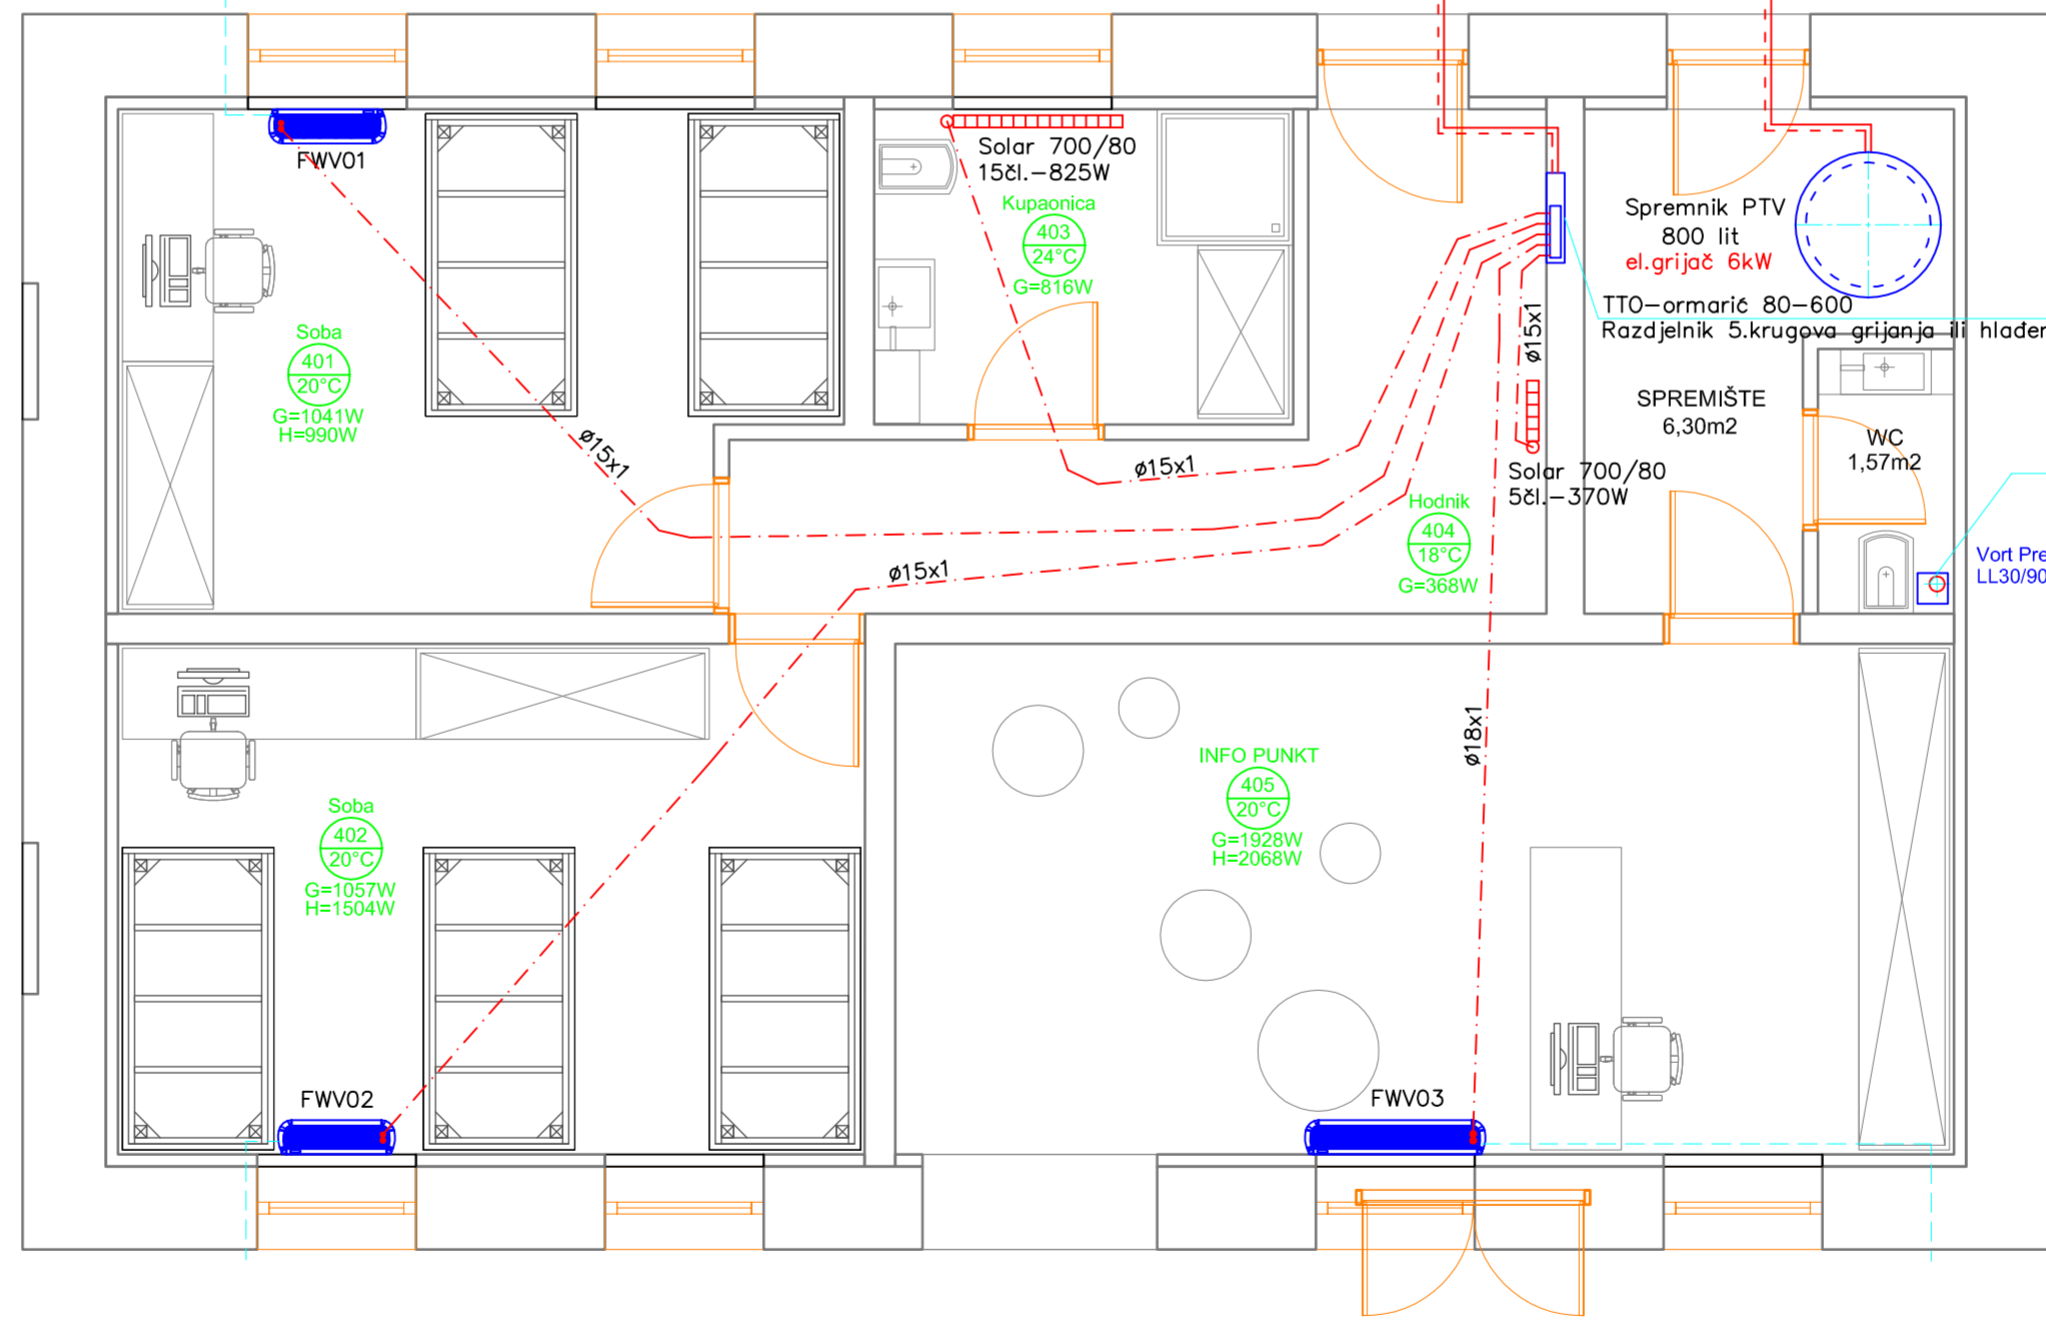 FWV01
Solar 700/80
15čl.-825W
Kupaonica
403
24°C
G=816W
Spremnik PTV
800 lit
el.grijač 6kW
TTO-ormarić 80-600
Razdjelnik 5.krugova grijanja ili hlađen
Soba
401
20°C
G=1041W
H=990W
ø15x1
ø15x1
ø15x1
ø15x1
Solar 700/80
5čl.-370W
SPREMIŠTE
6,30m2
WC
1,57m2
Hodnik
404
18°C
G=368W
Vort Pre
LL30/90
ø18x1
INFO PUNKT
405
20°C
G=1928W
H=2068W
Soba
402
20°C
G=1057W
H=1504W
FWV02
FWV03